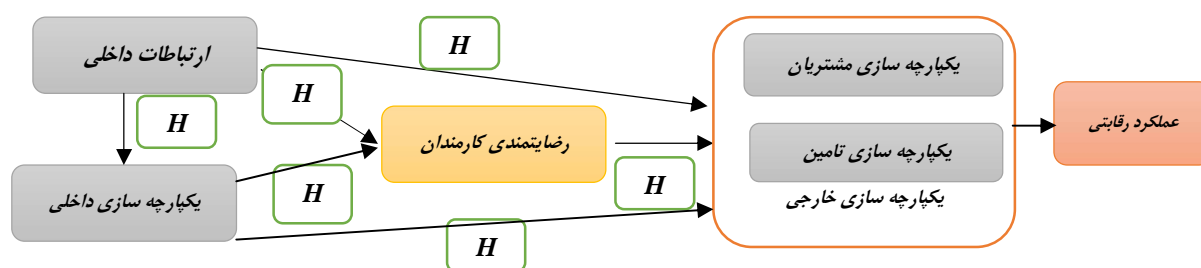 ارتباطات داخلی
H
یکپارچه سازی مشتریان
H
H
عملکرد رقابتی
رضایتمندی کارمندان
یکپارچه سازی تامین
یکپارچه سازی داخلی
H
H
یکپارچه سازی خارجی
H